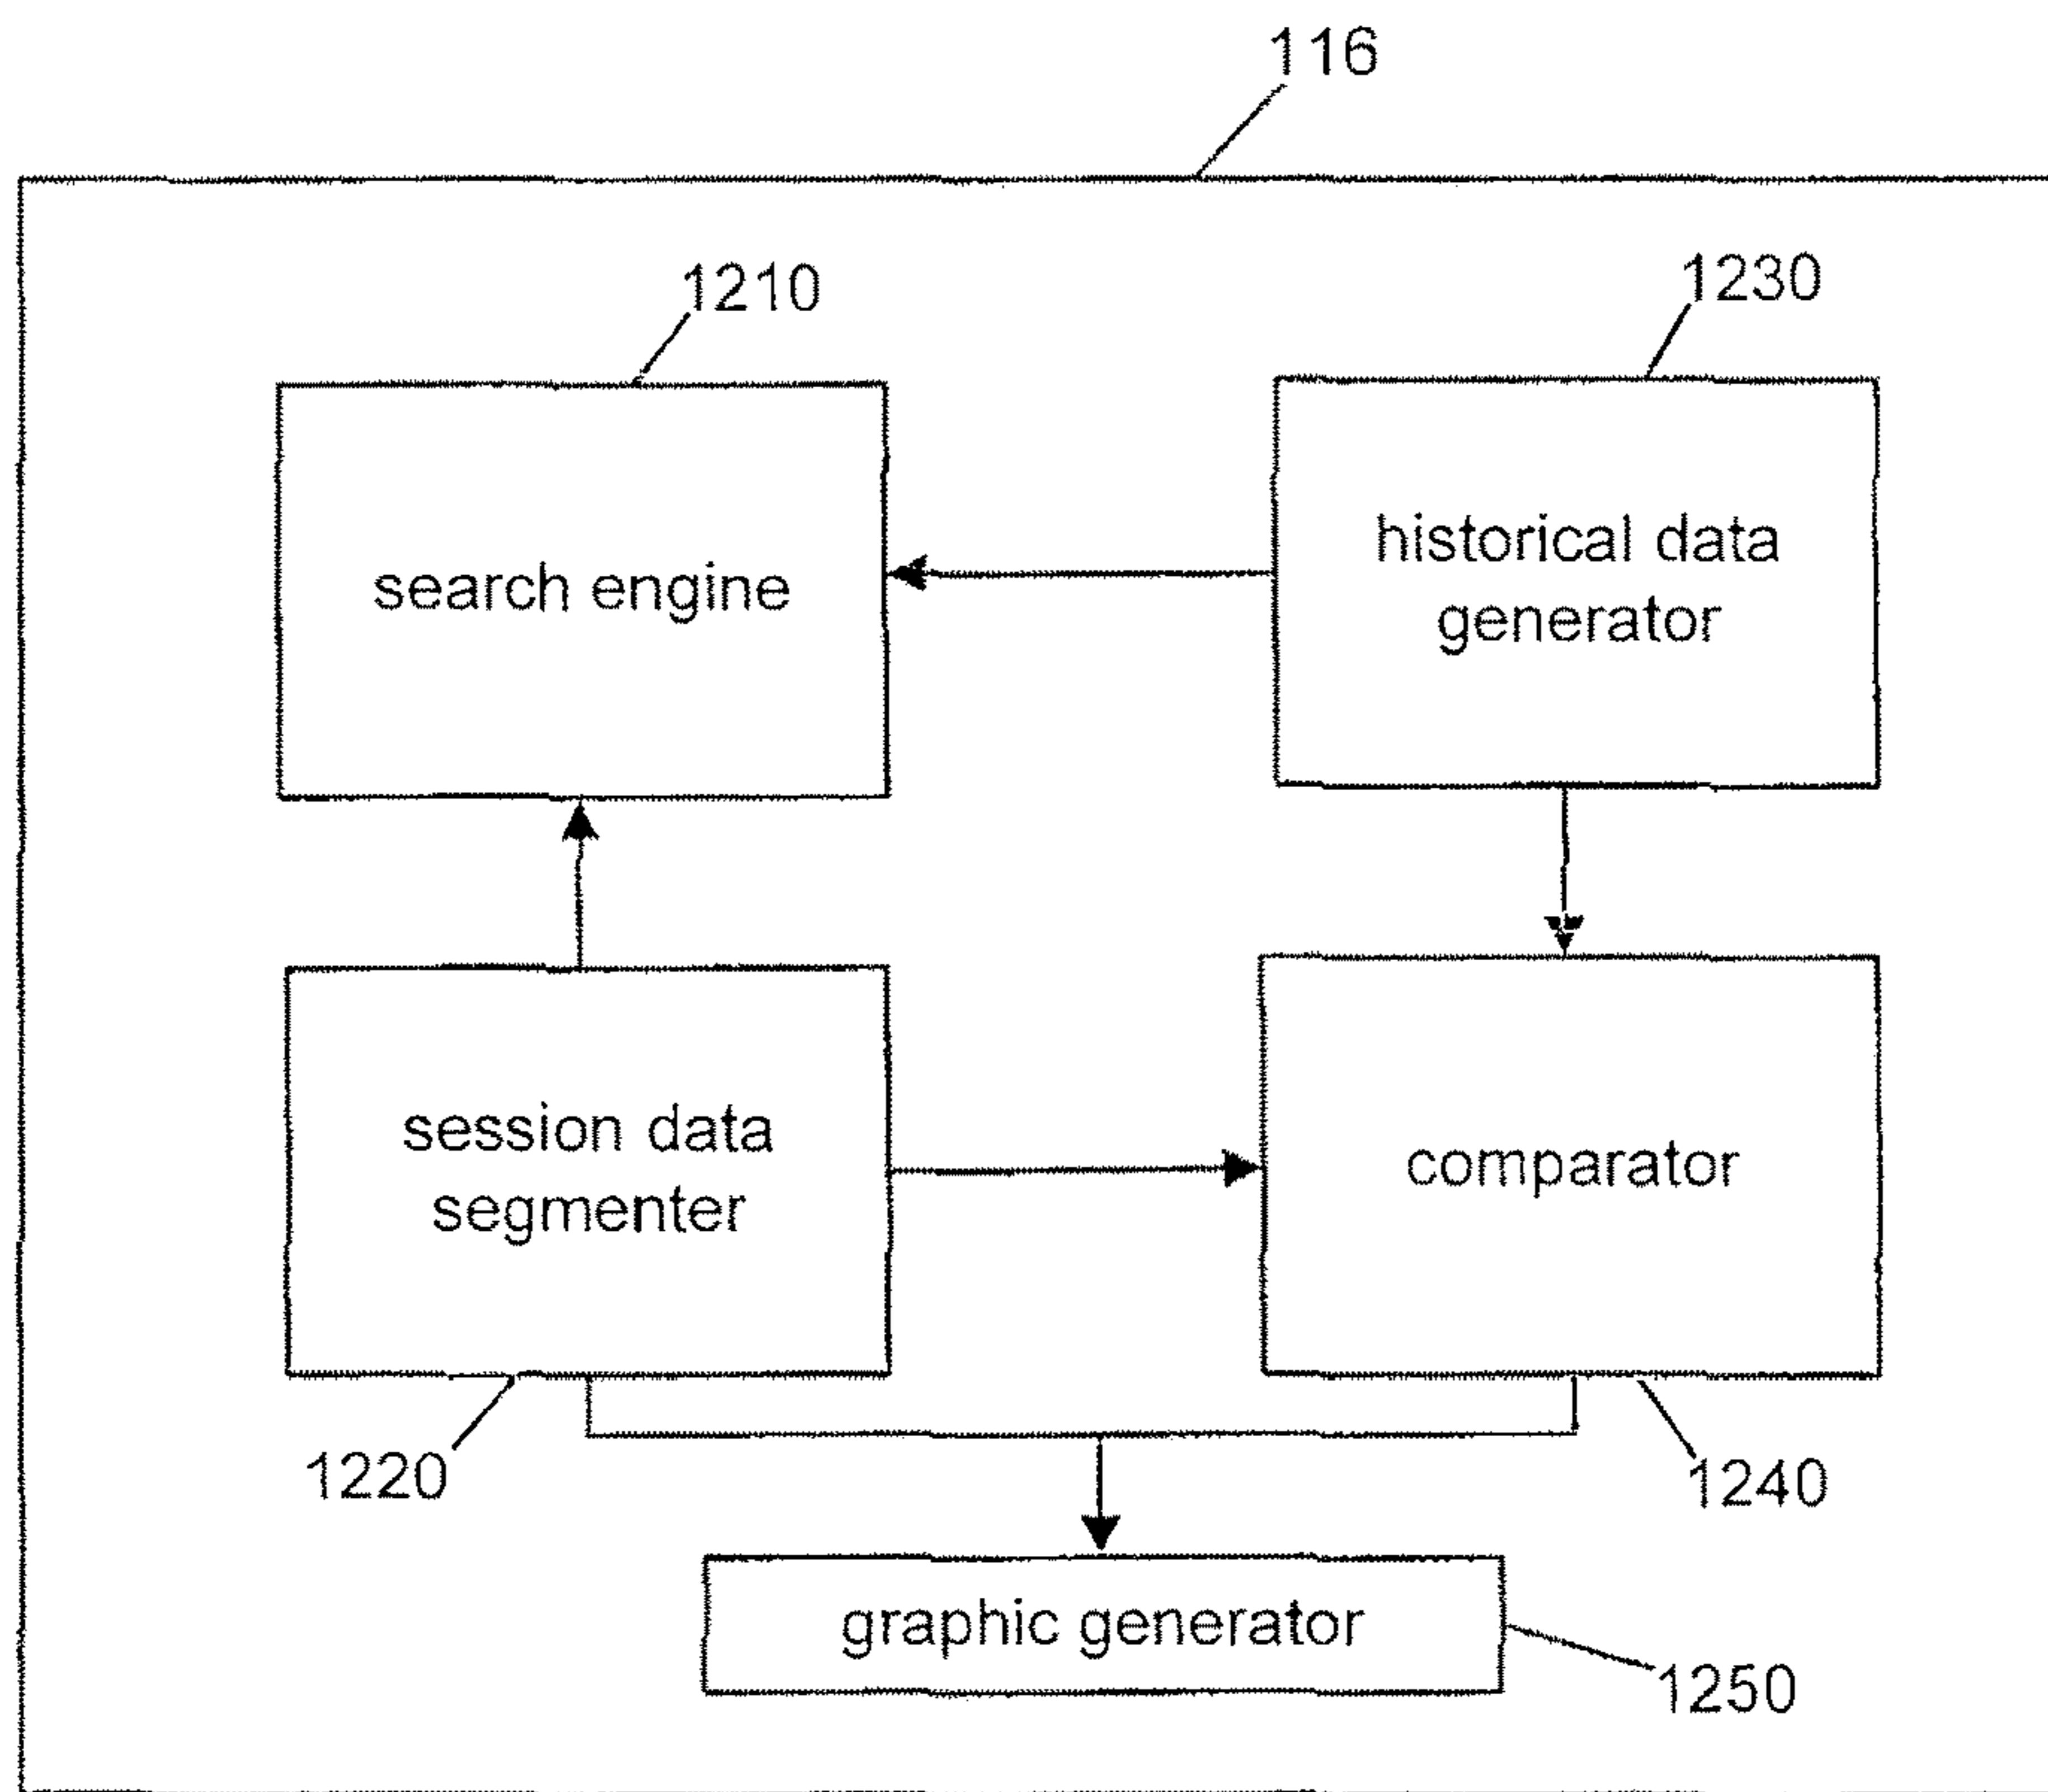 116
1210
1230
search engine
historical data
generator
session data
segmenter
comparator
1220
1240
graphic generator
1250